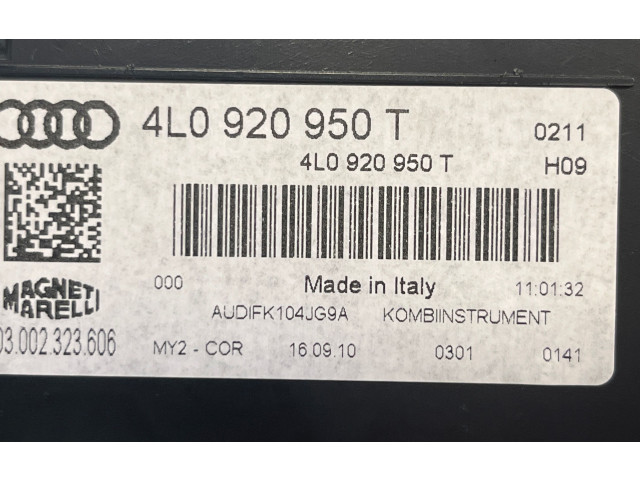 4L0 920 950 T 0211
4L0 920 950 T H09
000 Made in Italy 11:01:32
MAGNETI
MARELLI
AUDIFK104JG9A KOMBIINSTRUMENT
03.002.323.606
MY2 - COR 16.09.10 0301 0141